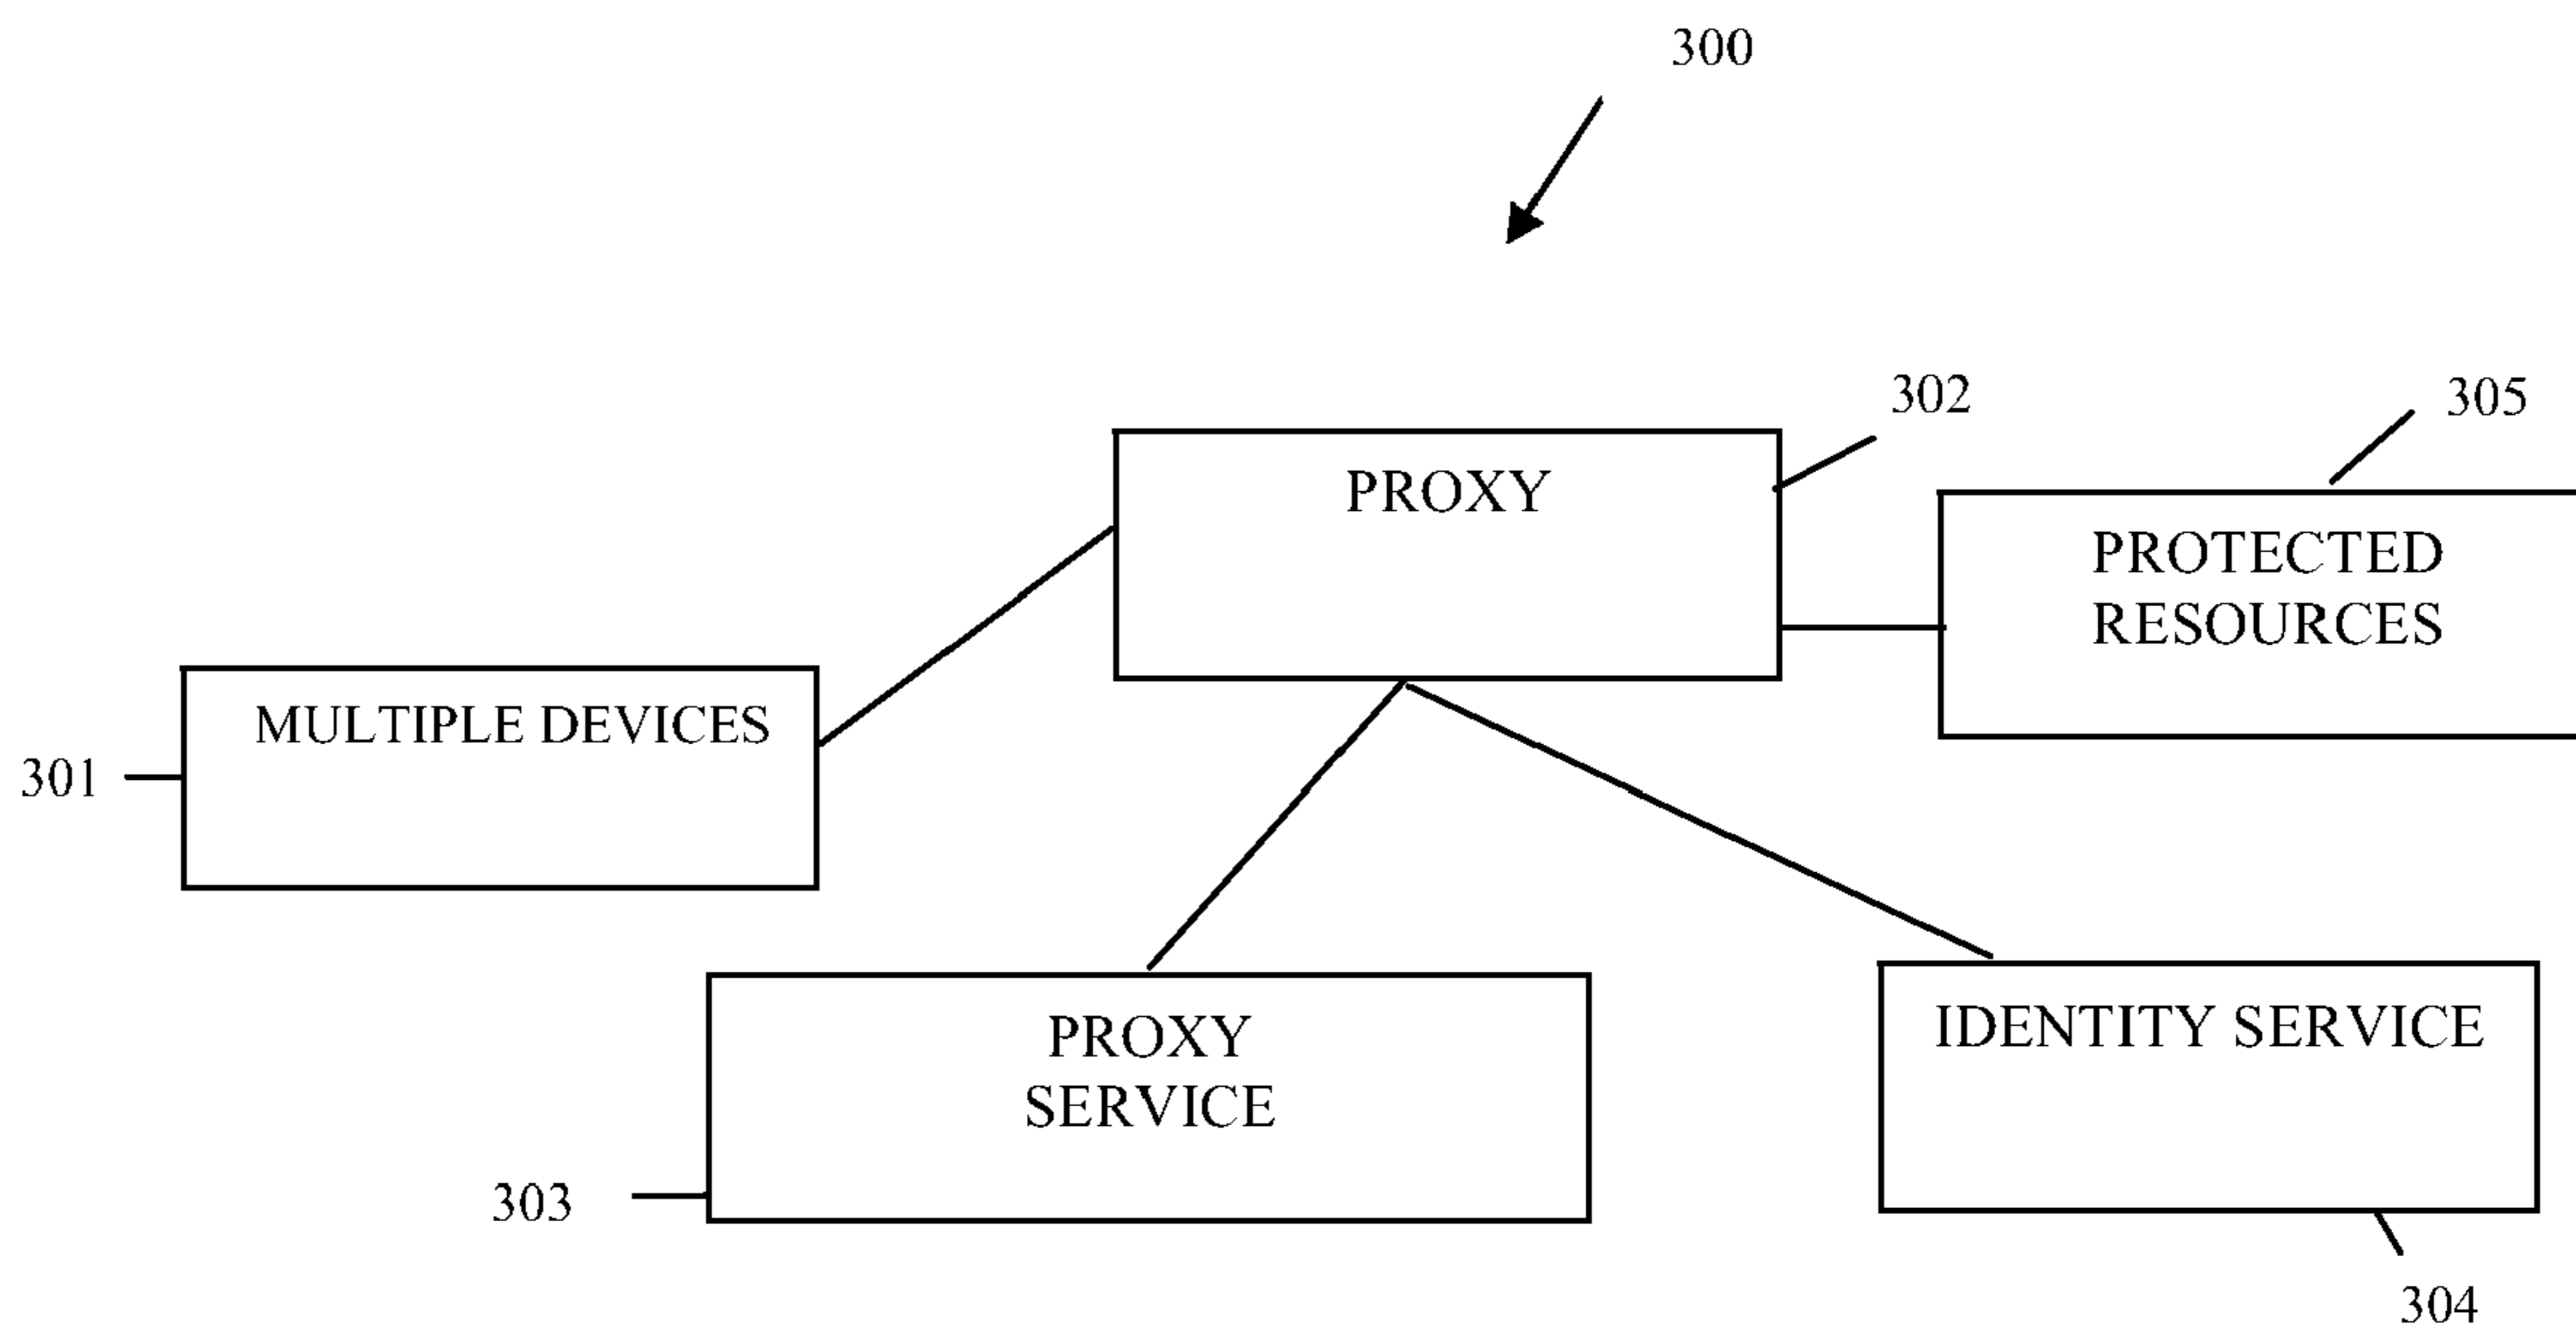 300
302
305
PROXY
PROTECTED
RESOURCES
MULTIPLE DEVICES
301
PROXY
SERVICE
IDENTITY SERVICE
303
304